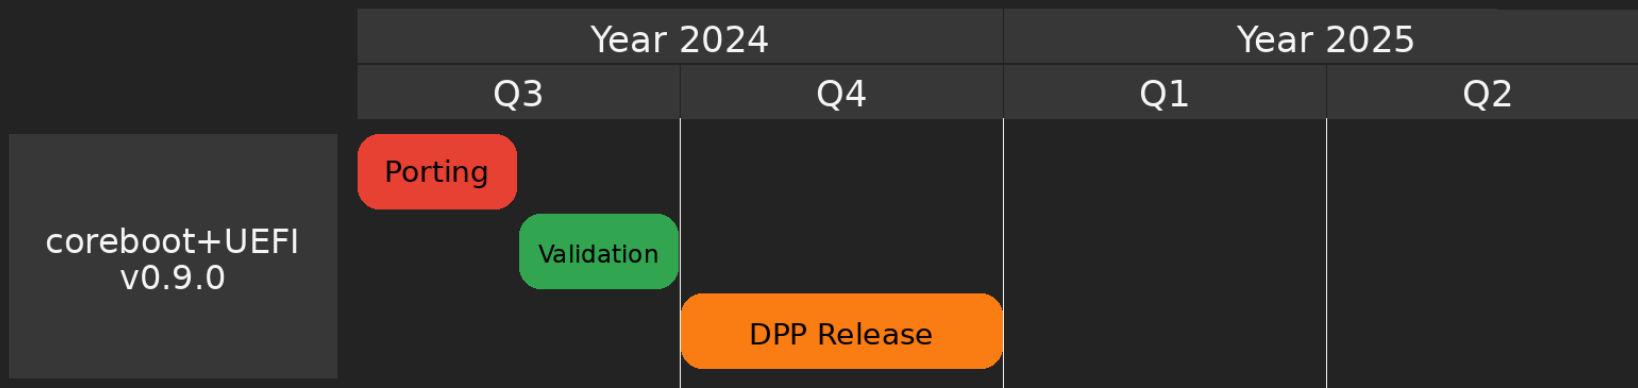 Year 2024
Year 2025
Q3
Q4
Q1
Q2
Porting
coreboot+UEFI
v0.9.0
Validation
DPP Release